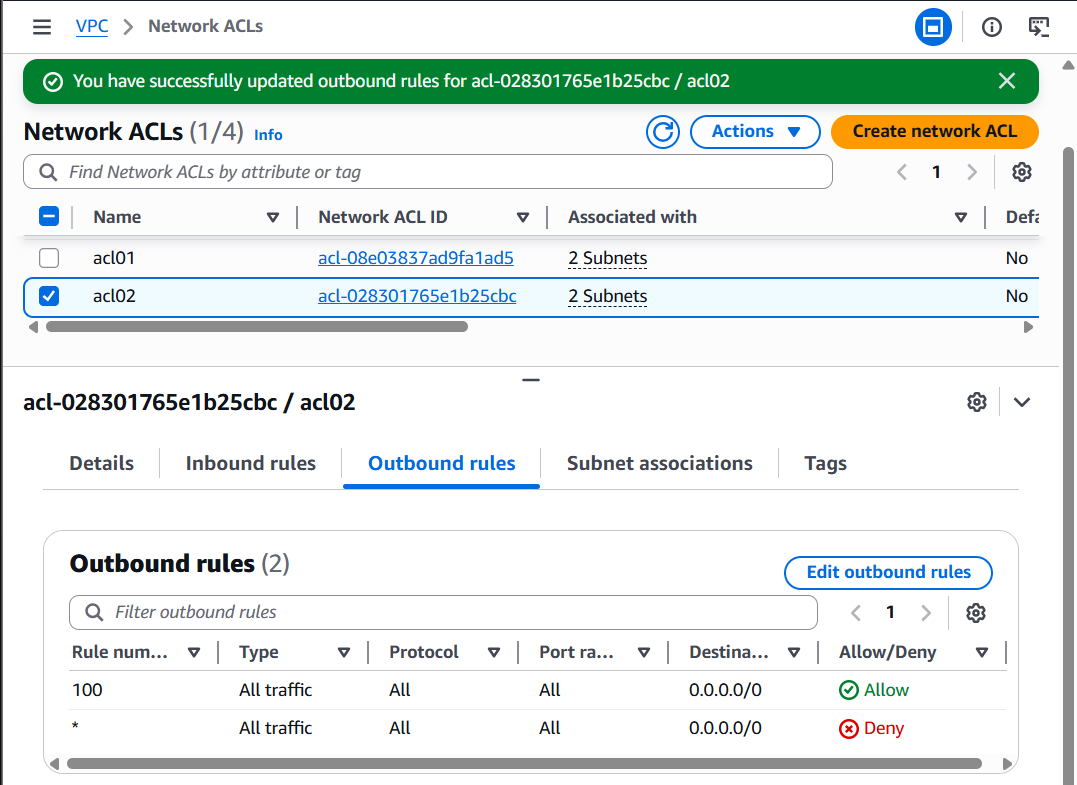 VPC > Network ACLs
You have successfully updated outbound rules for acl-028301765e1b25cbc / acl02
Network ACLs (1/4) Info Actions Create network ACL
Find Network ACLs by attribute or tag 1
Name Network ACL ID Associated with Defa
acl01 acl-08e03837ad9fa1ad5 2 Subnets No
acl02 acl-028301765e1b25cbc 2 Subnets No
acl-028301765e1b25cbc / acl02
Details Inbound rules Outbound rules Subnet associations Tags
Outbound rules (2) Edit outbound rules
Filter outbound rules 1
Rule num... Type Protocol Port ra... Destina... Allow/Deny
100 All traffic All All 0.0.0.0/0 Allow
* All traffic All All 0.0.0.0/0 Deny